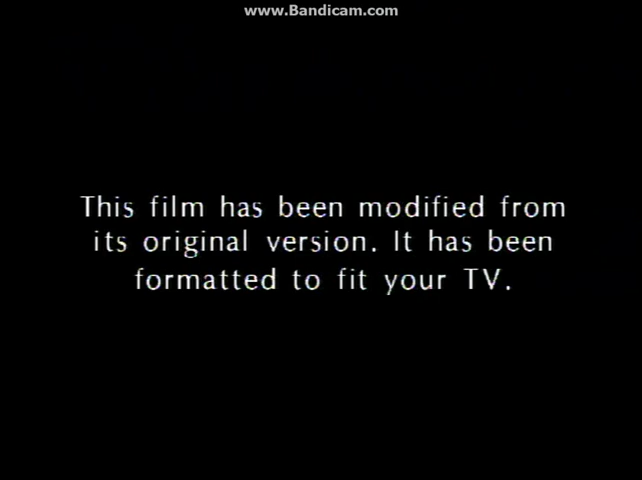 www.Bandicam.com
This film has been modified from
its original version. It has been
formatted to fit your TV.